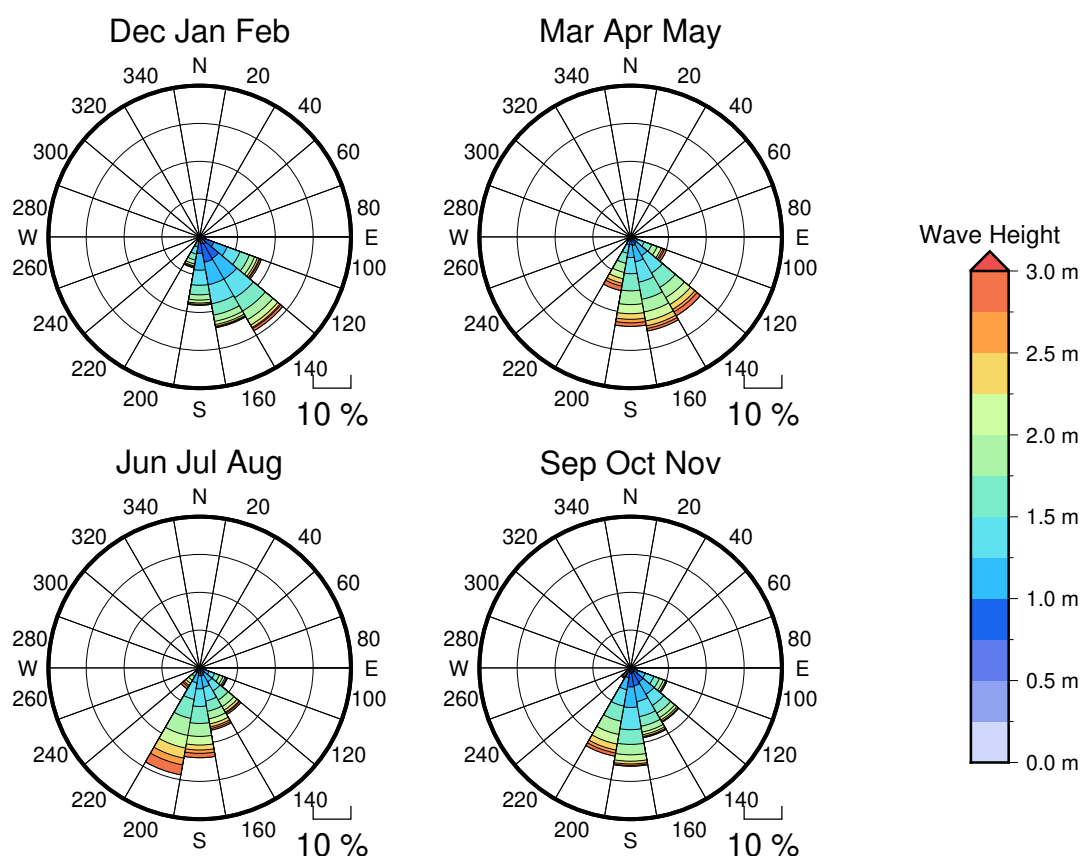 Dec Jan Feb
N
20
40
60
80
E
100
120
140
160
S
200
220
240
260
W
280
300
320
340
10 %
Mar Apr May
N
20
40
60
80
E
100
120
140
160
S
200
220
240
260
W
280
300
320
340
10 %
Jun Jul Aug
N
20
40
60
80
E
100
120
140
160
S
200
220
240
260
W
280
300
320
340
10 %
Sep Oct Nov
N
20
40
60
80
E
100
120
140
160
S
200
220
240
260
W
280
300
320
340
10 %
Wave Height
3.0 m
2.5 m
2.0 m
1.5 m
1.0 m
0.5 m
0.0 m